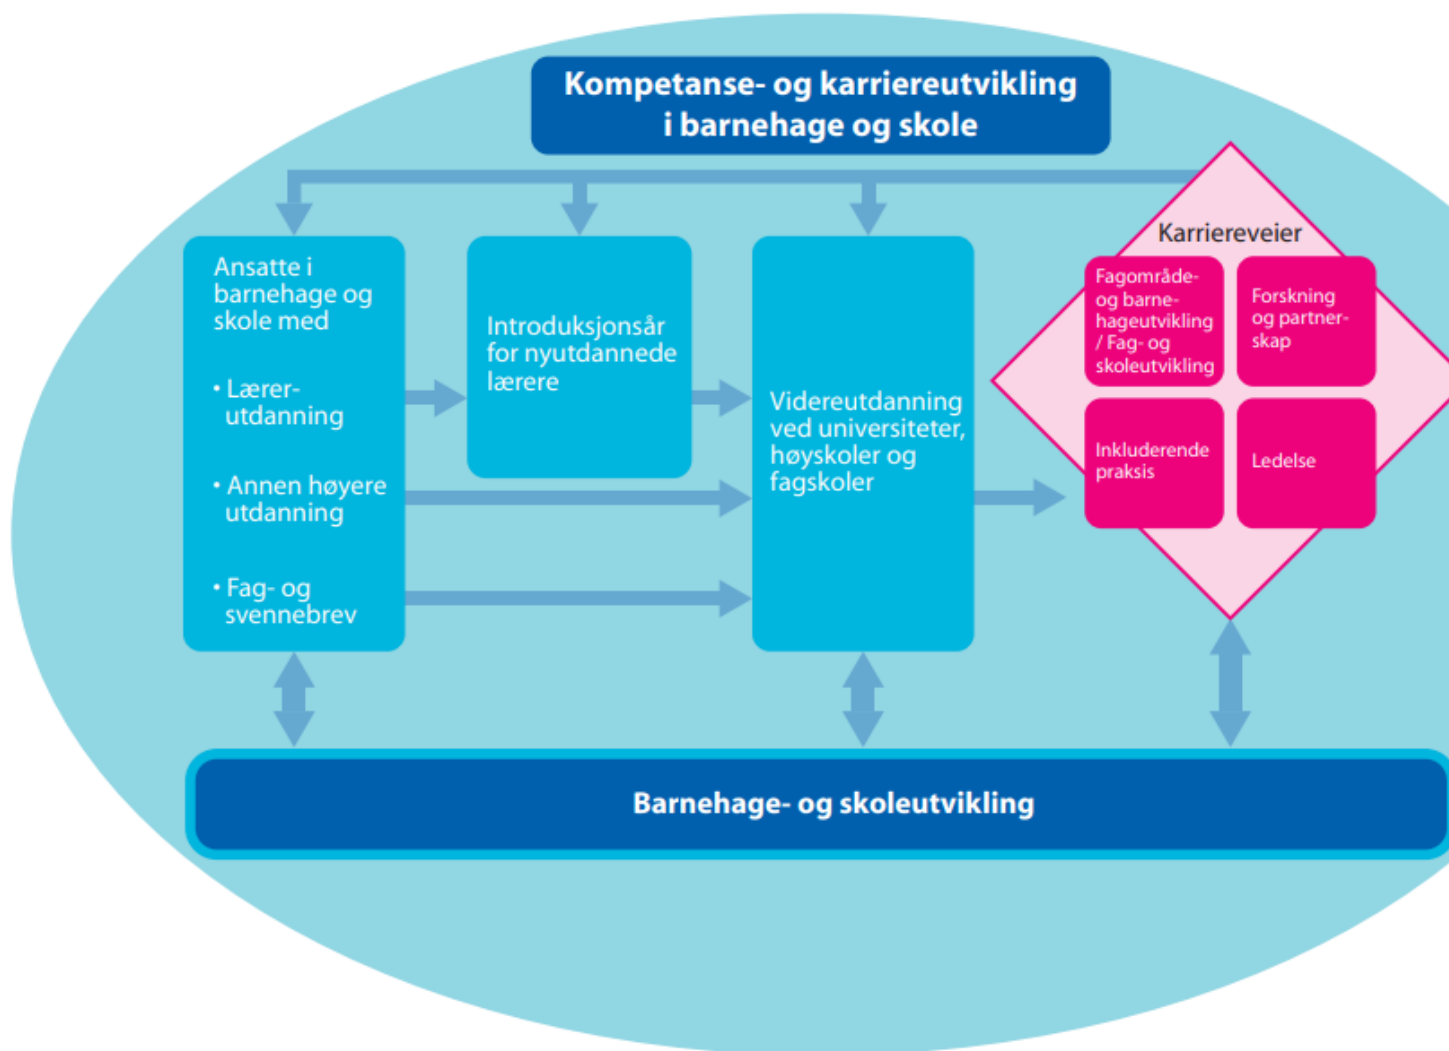 Kompetanse- og karriereutvikling
i barnehage og skole
Ansatte i
barnehage og
skole med
• Lærer-
utdanning
• Annen høyere
utdanning
• Fag- og
svennebrev
Introduksjonsår
for nyutdannede
lærere
Videreutdanning
ved universiteter,
høyskoler og
fagskoler
Karriereveier
Fagområde-
og barne-
hageutvikling
/ Fag- og
skoleutvikling
Forskning
og partner-
skap
Inkluderende
praksis
Ledelse
Barnehage- og skoleutvikling